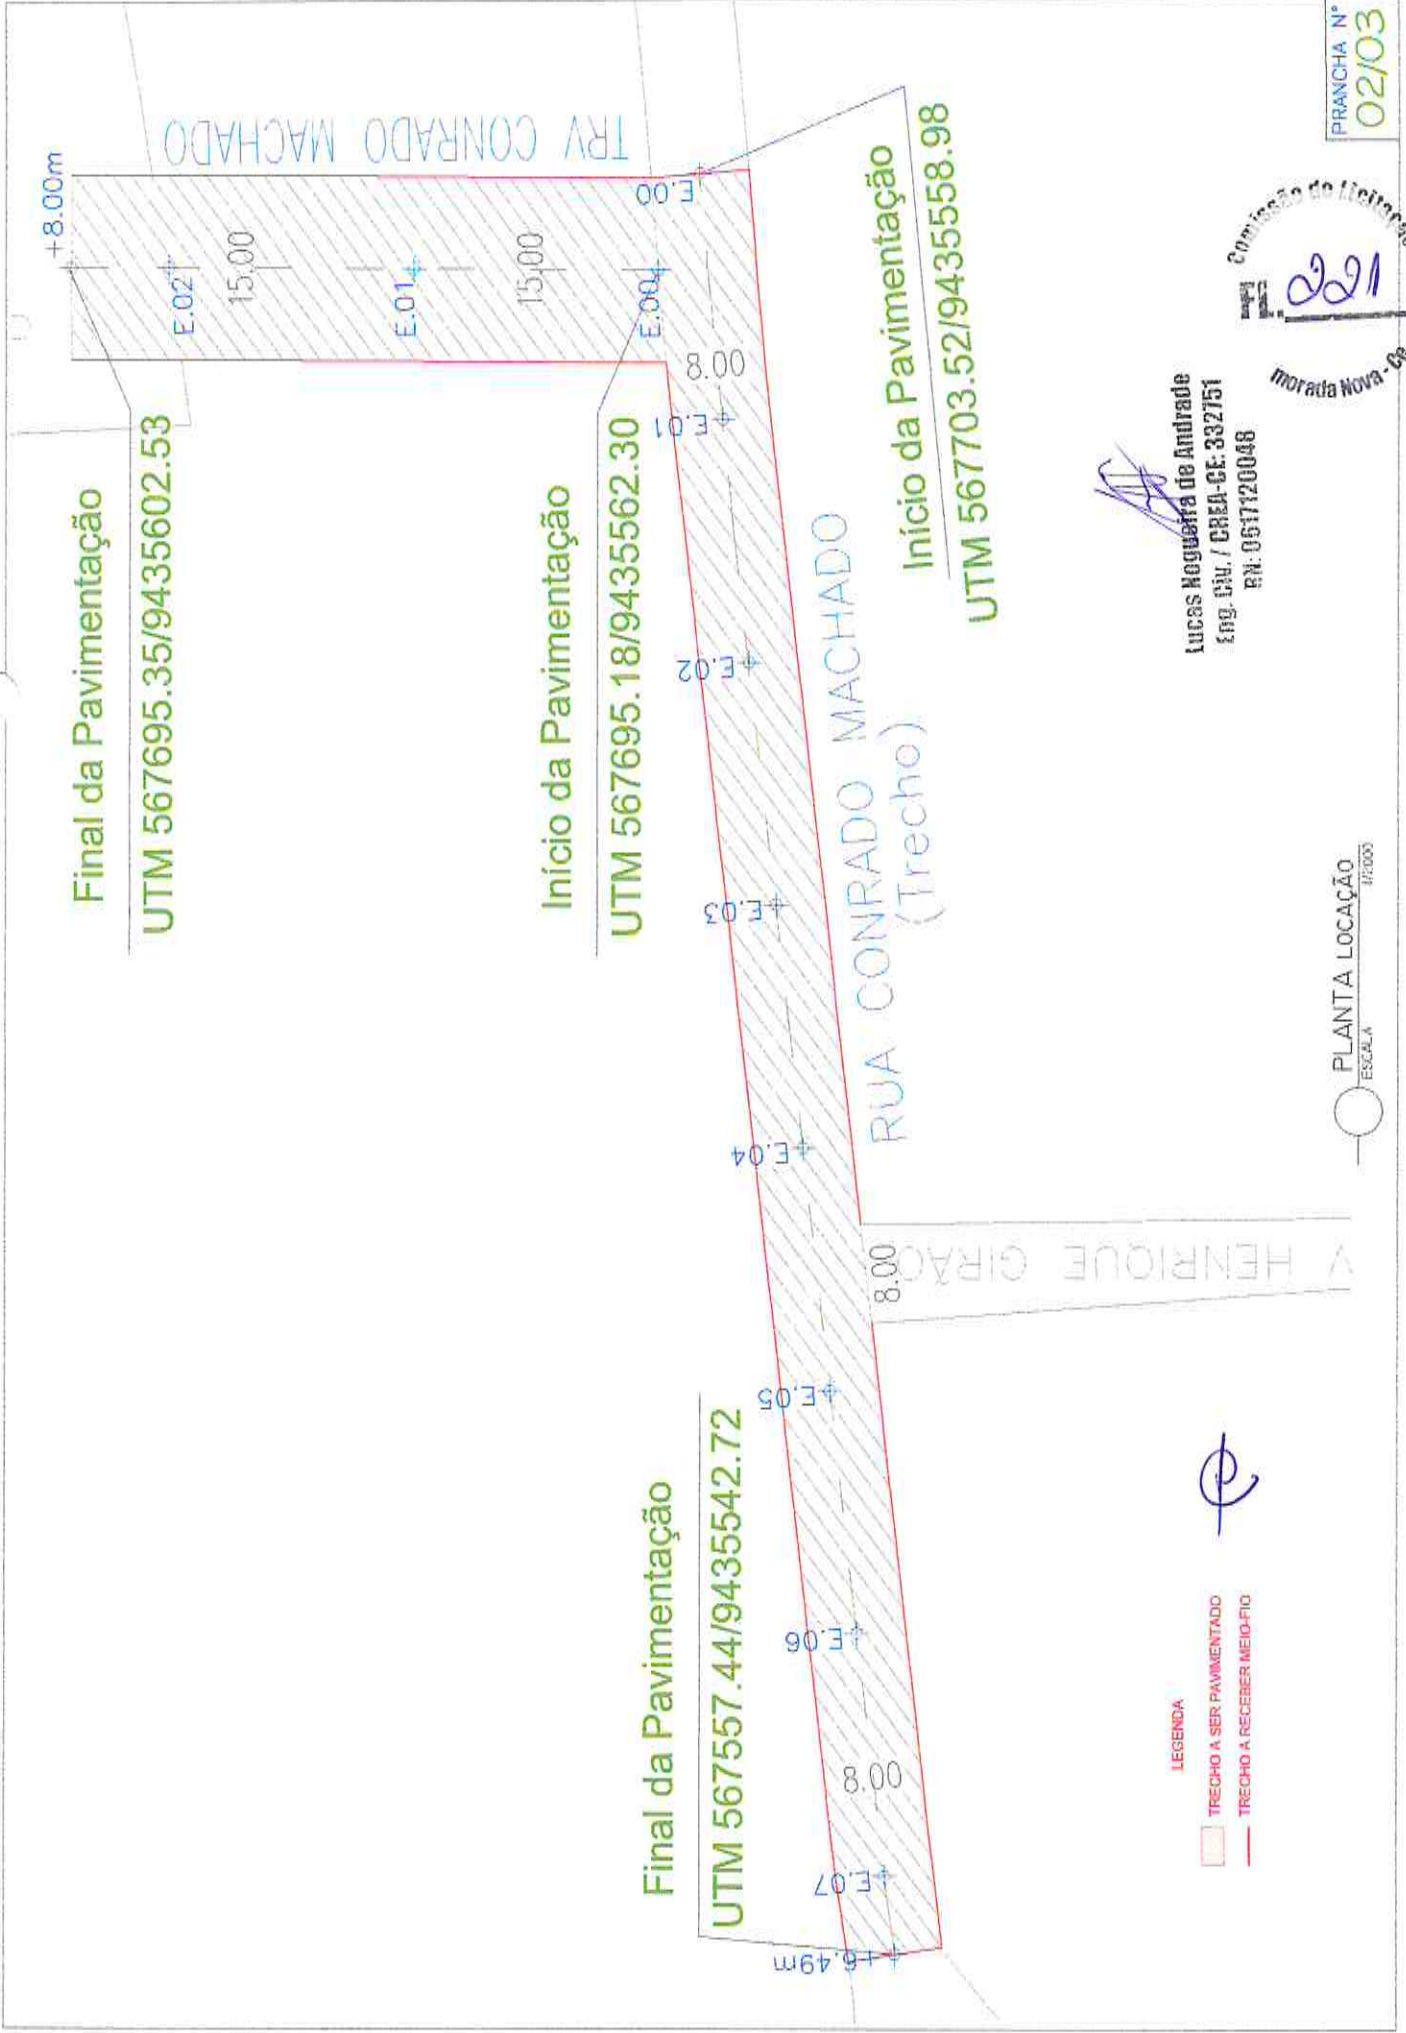 Final da Pavimentação
UTM 567695.35/9435602.53
+8.00m
E.02
15.00
E.01
15.00
E.00
TRV CONRADO MACHADO
Início da Pavimentação
UTM 567695.18/9435562.30
E.00
8.00
E.01
E.02
E.03
E.04
E.05
E.06
E.07
+6.49m
8.00
8.00
Início da Pavimentação
UTM 567703.52/9435558.98
RUA CONRADO MACHADO
(Trecho)
V HENRIQUE GIRÃO
Final da Pavimentação
UTM 567557.44/9435542.72
LEGENDA
TRECHO A SER PAVIMENTADO
TRECHO A RECEBER MEIO-FIO
PLANTA LOCAÇÃO
ESCALA
Lucas Nogueira de Andrade
Eng. Civ. / CREA-CE: 332751
RN: 0617120048
Comissão de Licitação
221
Morada Nova - Ce
PRANCHA Nº
02/03